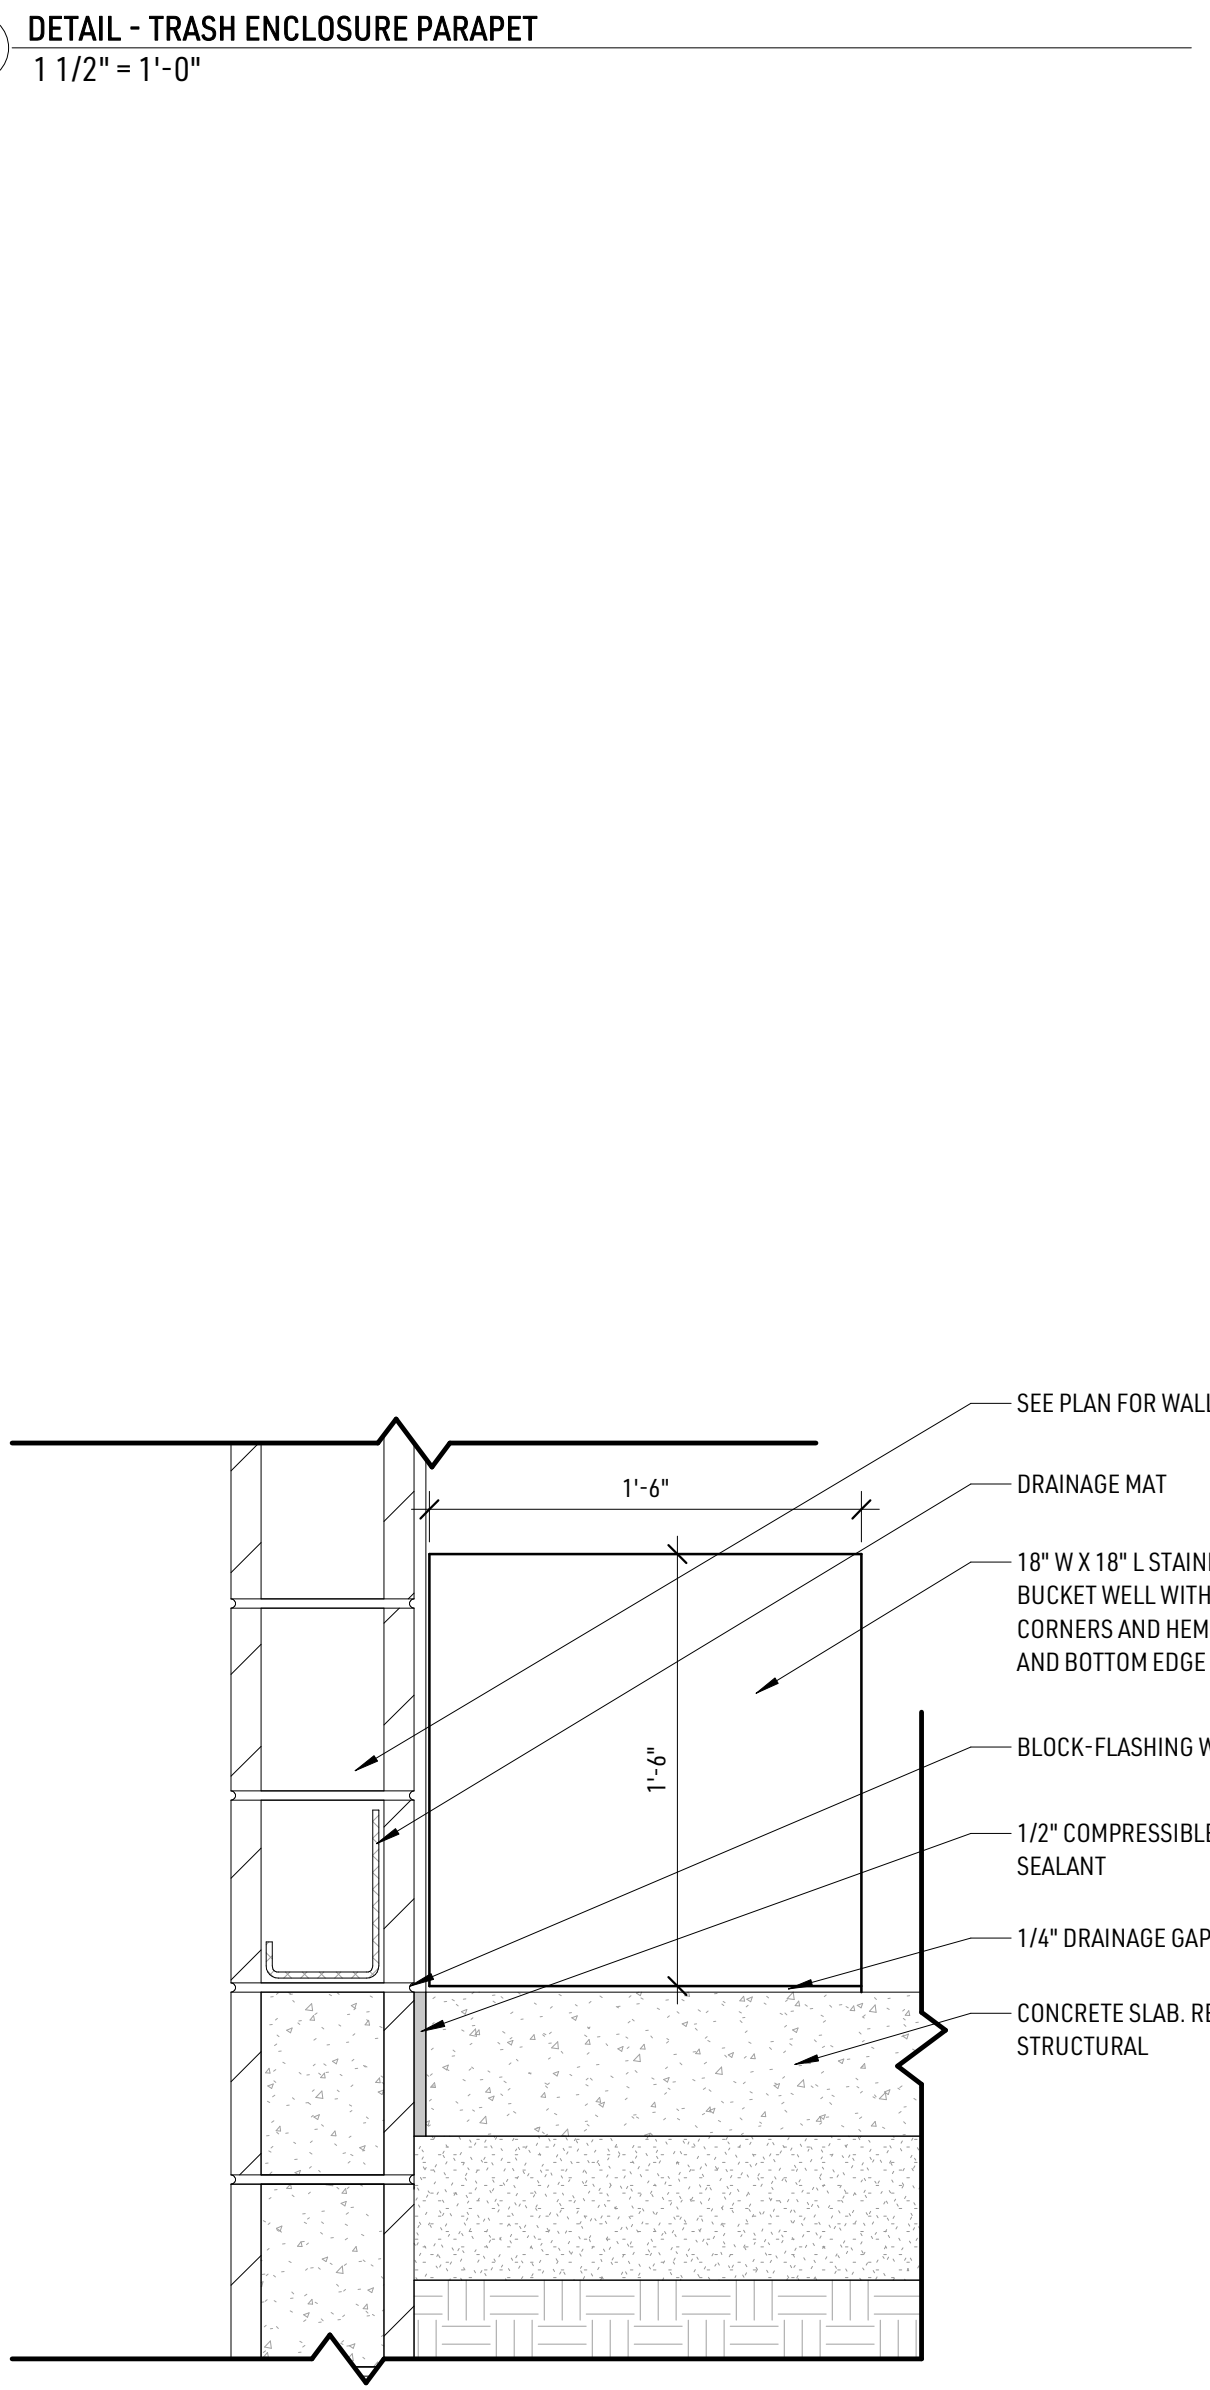 DETAIL - TRASH ENCLOSURE PARAPET
1 1/2" = 1'-0"
SEE PLAN FOR WALL
1'-6"
DRAINAGE MAT
18" W X 18" L
BUCKET WELL WITH
CORNERS AND HEM
AND BOTTOM EDGE
1'-6"
BLOCK-FLASHING
1/2" COMPRESSIBLE
SEALANT
1/4" DRAINAGE GAP
CONCRETE SLAB.
STRUCTURAL